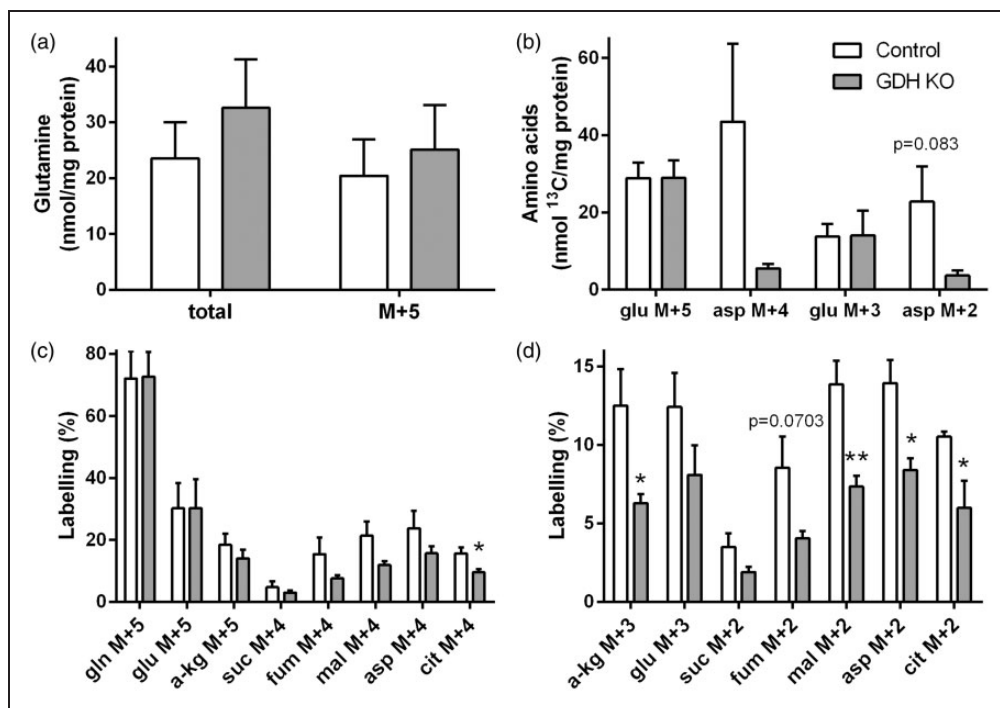 (a)
Glutamine
(nmol/mg protein)
40
30
20
10
0
total
M+5
(b)
Amino acids
(nmol ¹³C/mg protein)
60
40
20
0
Control
GDH KO
p=0.083
glu M+5
asp M+4
glu M+3
asp M+2
(c)
Labelling (%)
80
60
40
20
0
*
gln M+5
glu M+5
a-kg M+5
suc M+4
fum M+4
mal M+4
asp M+4
cit M+4
(d)
Labelling (%)
15
10
5
0
p=0.0703
*
**
*
*
a-kg M+3
glu M+3
suc M+2
fum M+2
mal M+2
asp M+2
cit M+2